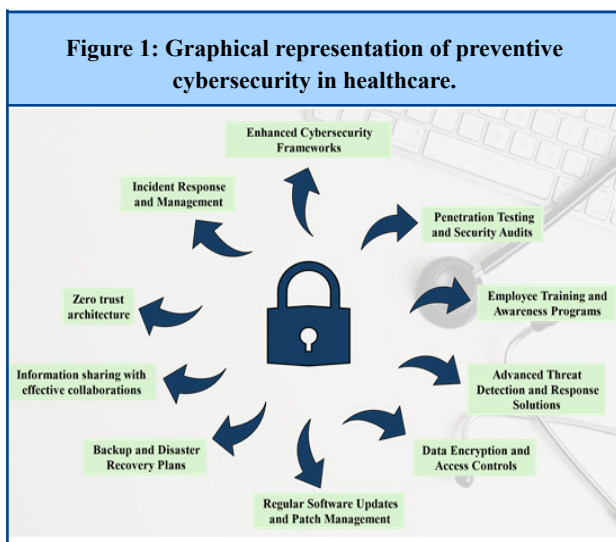 Figure 1: Graphical representation of preventive
cybersecurity in healthcare.
Enhanced Cybersecurity
Frameworks
Incident Response
and Management
Penetration Testing
and Security Audits
Zero trust
architecture
Employee Training and
Awareness Programs
Information sharing with
effective collaborations
Advanced Threat
Detection and Response
Solutions
Backup and Disaster
Recovery Plans
Data Encryption and
Access Controls
Regular Software Updates
and Patch Management